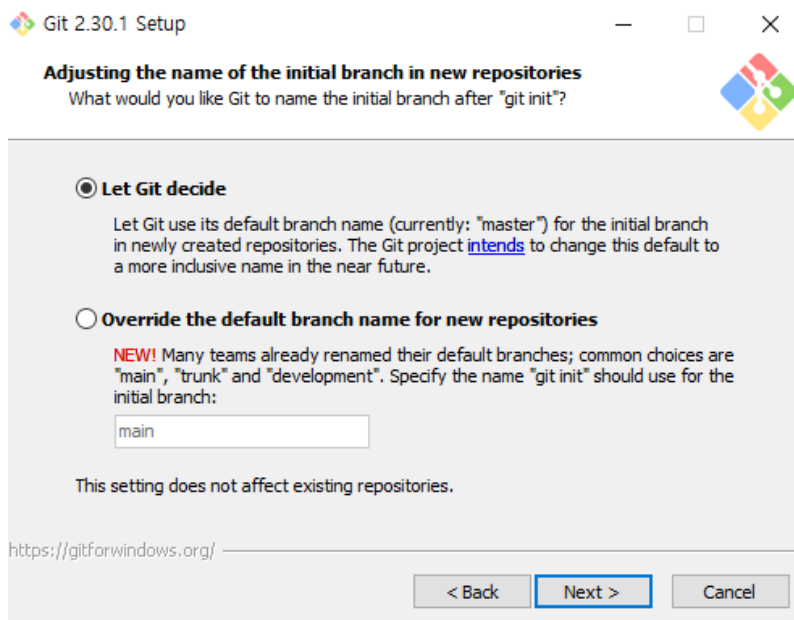 Git 2.30.1 Setup
Adjusting the name of the initial branch in new repositories
What would you like Git to name the initial branch after "git init"?
Let Git decide
Let Git use its default branch name (currently: "master") for the initial branch
in newly created repositories. The Git project intends to change this default to
a more inclusive name in the near future.
Override the default branch name for new repositories
NEW! Many teams already renamed their default branches; common choices are
"main", "trunk" and "development". Specify the name "git init" should use for the
initial branch:
main
This setting does not affect existing repositories.
https://gitforwindows.org/
< Back
Next >
Cancel